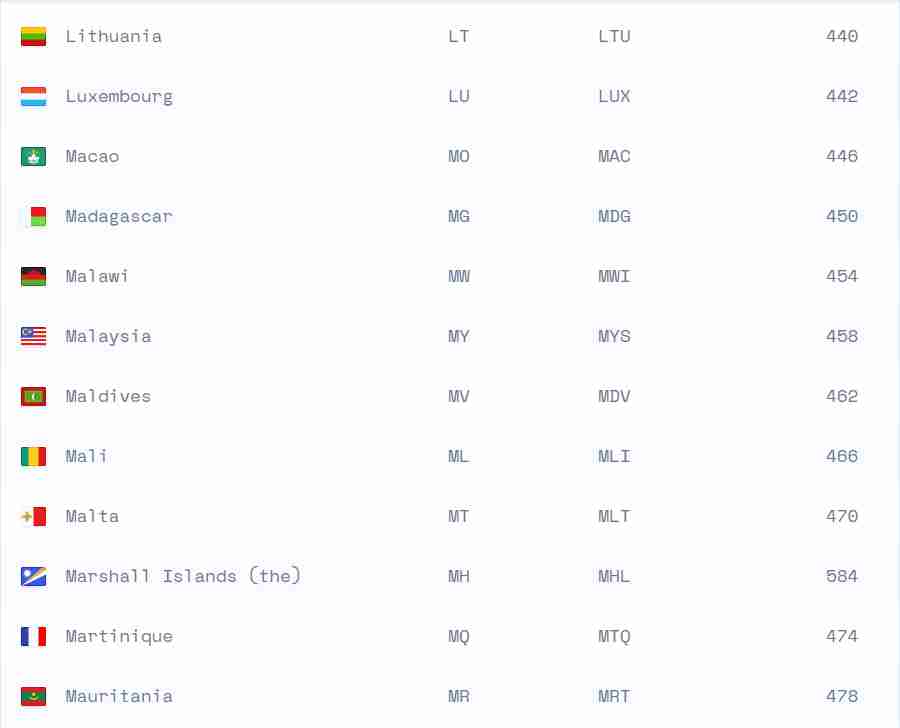 Lithuania LT LTU 440
Luxembourg LU LUX 442
Macao MO MAC 446
Madagascar MG MDG 450
Malawi MW MWI 454
Malaysia MY MYS 458
Maldives MV MDV 462
Mali ML MLI 466
Malta MT MLT 470
Marshall Islands (the) MH MHL 584
Martinique MQ MTQ 474
Mauritania MR MRT 478